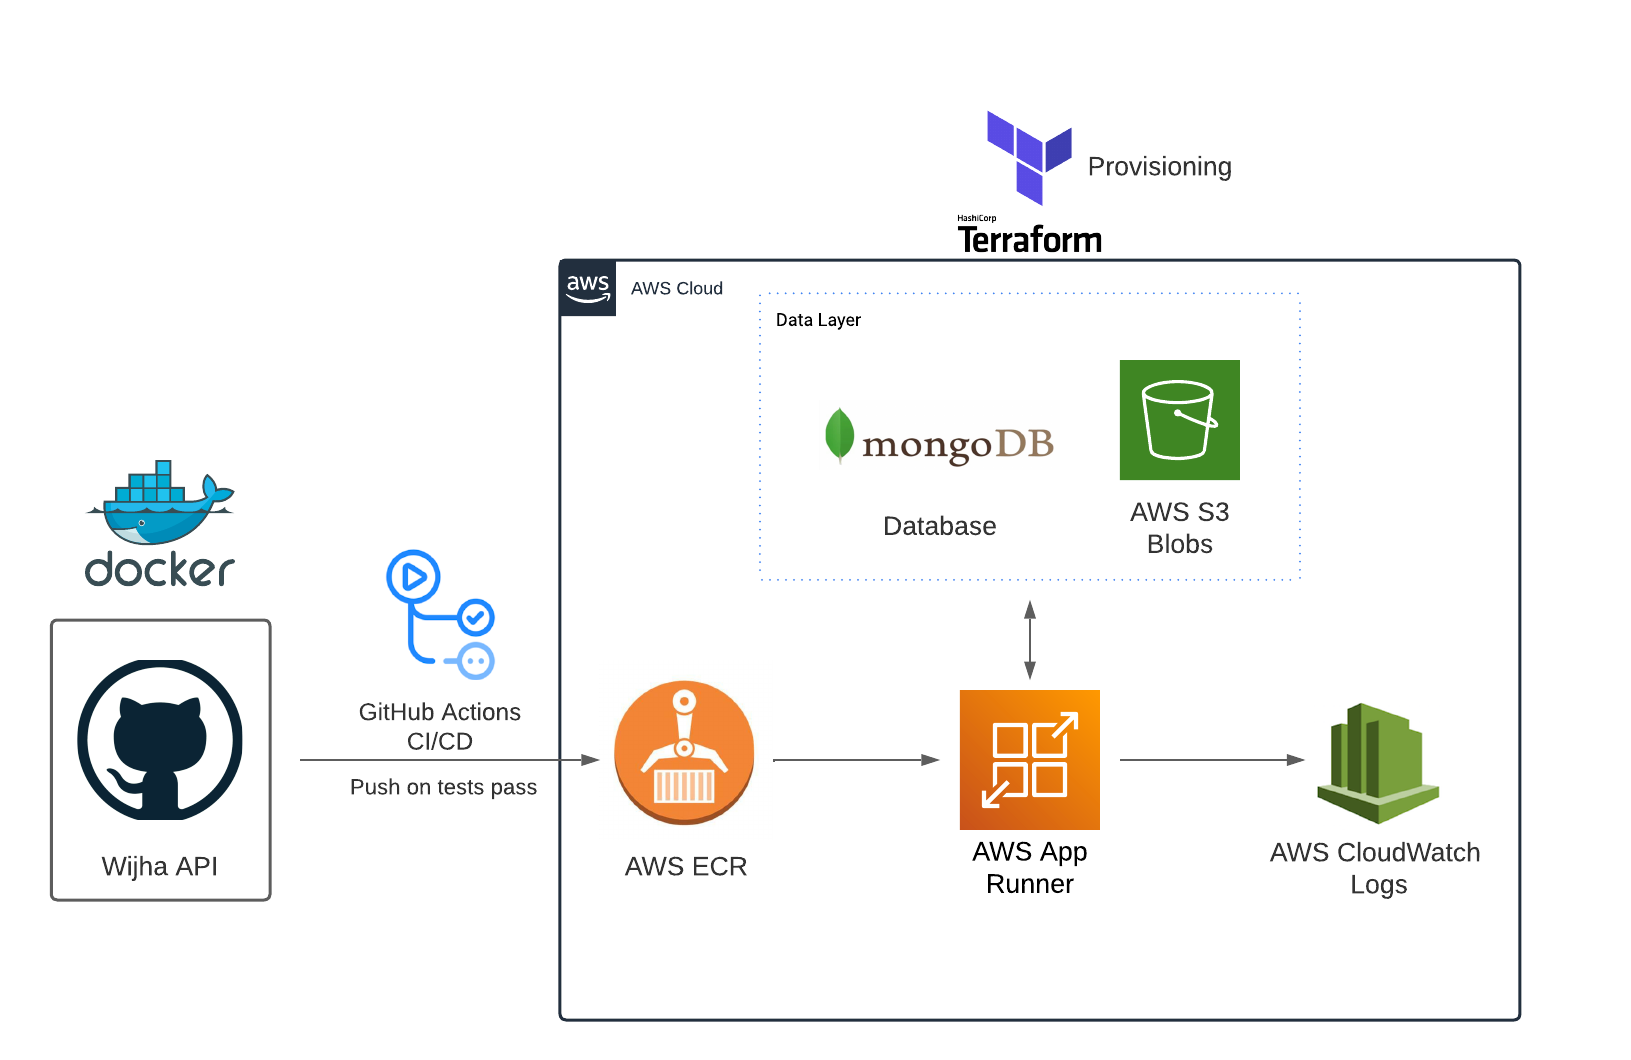 Provisioning
HashiCorp
Terraform
aws
AWS Cloud
Data Layer
mongoDB
Database
AWS S3
Blobs
docker
GitHub Actions
CI/CD
Push on tests pass
Wijha API
AWS ECR
AWS App
Runner
AWS CloudWatch
Logs